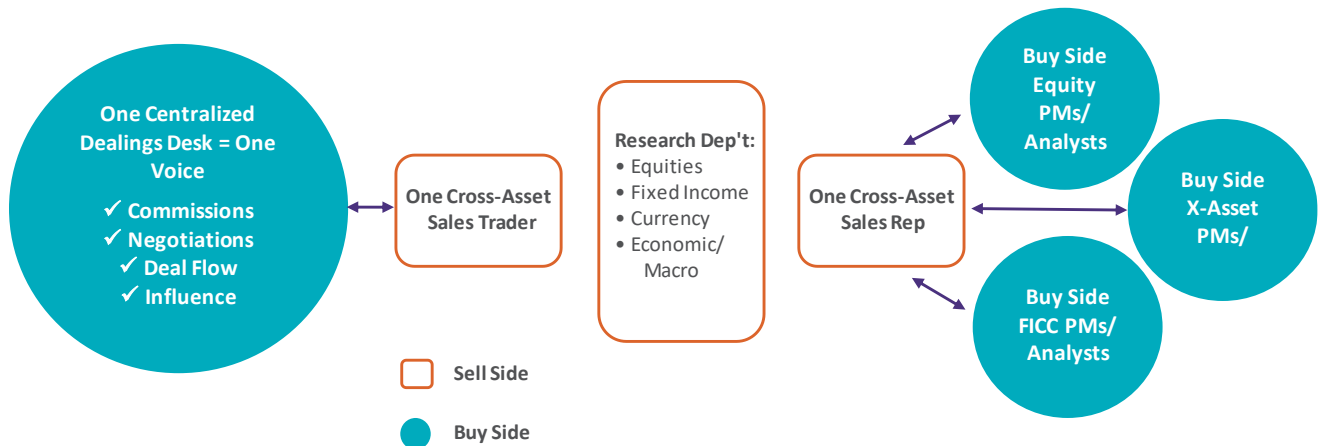 One Centralized
Dealings Desk = One
Voice
✓ Commissions
✓ Negotiations
✓ Deal Flow
✓ Influence
One Cross-Asset
Sales Trader
Research Dep't:
• Equities
• Fixed Income
• Currency
• Economic/
Macro
One Cross-Asset
Sales Rep
Buy Side
Equity
PMs/
Analysts
Buy Side
X-Asset
PMs/
Buy Side
FICC PMs/
Analysts
Sell Side
Buy Side